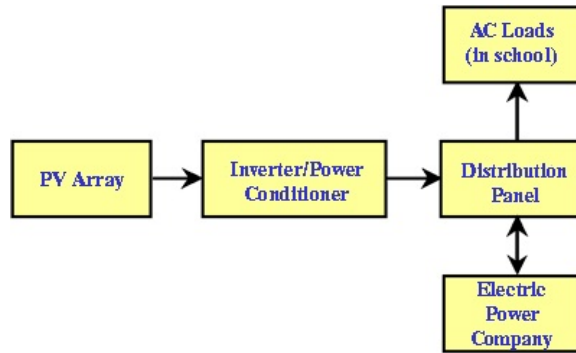 AC Loads
(in school)
PV Array
Inverter/Power
Conditioner
Distribution
Panel
Electric
Power
Company